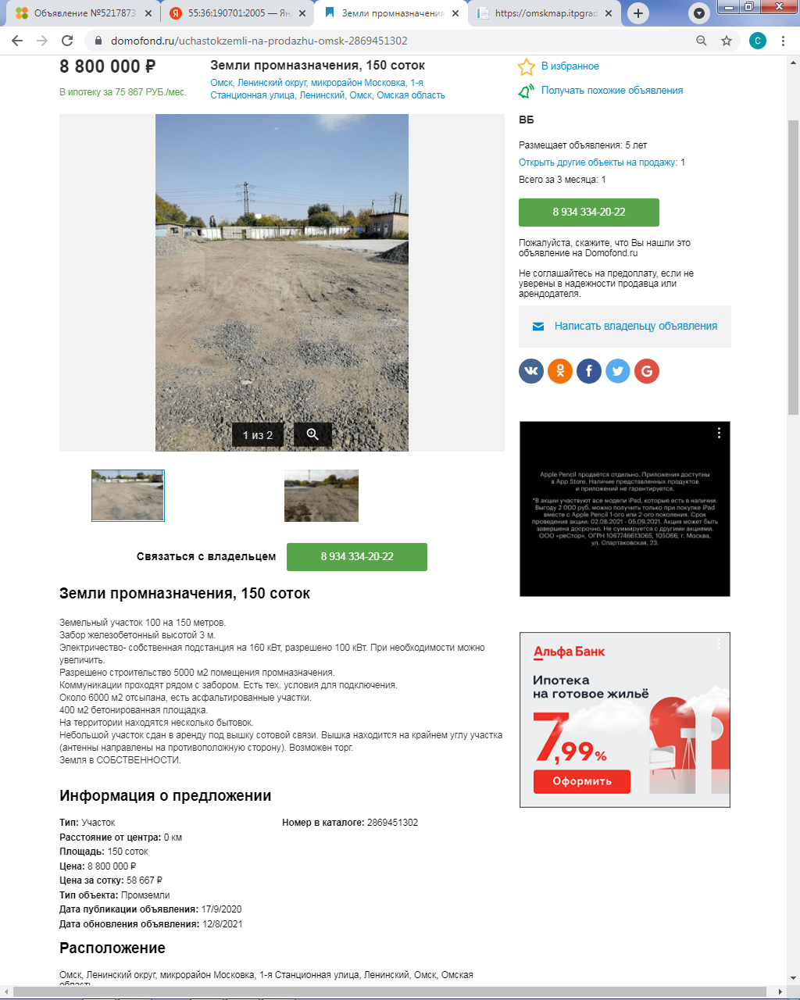 Объявление №5217873
55:36:190701:2005 — Ян
Земли промназначения
https://omskmap.itpgrad
domofond.ru/uchastokzemli-na-prodazhu-omsk-2869451302
C
8 800 000 ₽
В ипотеку за 75 867 РУБ./мес.
Земли промназначения, 150 соток
Омск, Ленинский округ, микрорайон Московка, 1-я
Станционная улица, Ленинский, Омск, Омская область
В избранное
Получать похожие объявления
ВБ
Размещает объявления: 5 лет
Открыть другие объекты на продажу: 1
Всего за 3 месяца: 1
8 934 334-20-22
Пожалуйста, скажите, что Вы нашли это
объявление на Domofond.ru
Не соглашайтесь на предоплату, если не
уверены в надежности продавца или
арендодателя.
Написать владельцу объявления
1 из 2
Связаться с владельцем
8 934 334-20-22
Apple Pencil продаётся отдельно. Приложения доступны
в App Store. Наличие представленных продуктов
и приложений не гарантируется.
*В акции участвуют все модели iPad, которые есть в наличии.
Выгоду 2 000 руб. можно получить только при покупке iPad
вместе с Apple Pencil 1-ого или 2-ого поколения. Срок
проведения акции: 02.08.2021 - 05.09.2021. Акция может быть
завершена досрочно. Не суммируется с другими акциями.
ООО «реСтор», ОГРН 1067746613065, 105066, г. Москва,
ул. Спартаковская, 23.
Земли промназначения, 150 соток
Земельный участок 100 на 150 метров.
Забор железобетонный высотой 3 м.
Электричество- собственная подстанция на 160 кВт, разрешено 100 кВт. При необходимости можно
увеличить.
Разрешено строительство 5000 м2 помещения промназначения.
Коммуникации проходят рядом с забором. Есть тех. условия для подключения.
Около 6000 м2 отсыпана, есть асфальтированные участки.
400 м2 бетонированная площадка.
На территории находятся несколько бытовок.
Небольшой участок сдан в аренду под вышку сотовой связи. Вышка находится на крайнем углу участка
(антенны направлены на противоположную сторону). Возможен торг.
Земля в СОБСТВЕННОСТИ.
Альфа Банк
Ипотека
на готовое жильё
7,99%
Оформить
Информация о предложении
Тип: Участок
Номер в каталоге: 2869451302
Расстояние от центра: 0 км
Площадь: 150 соток
Цена: 8 800 000 ₽
Цена за сотку: 58 667 ₽
Тип объекта: Промземли
Дата публикации объявления: 17/9/2020
Дата обновления объявления: 12/8/2021
Расположение
Омск, Ленинский округ, микрорайон Московка, 1-я Станционная улица, Ленинский, Омск, Омская
область